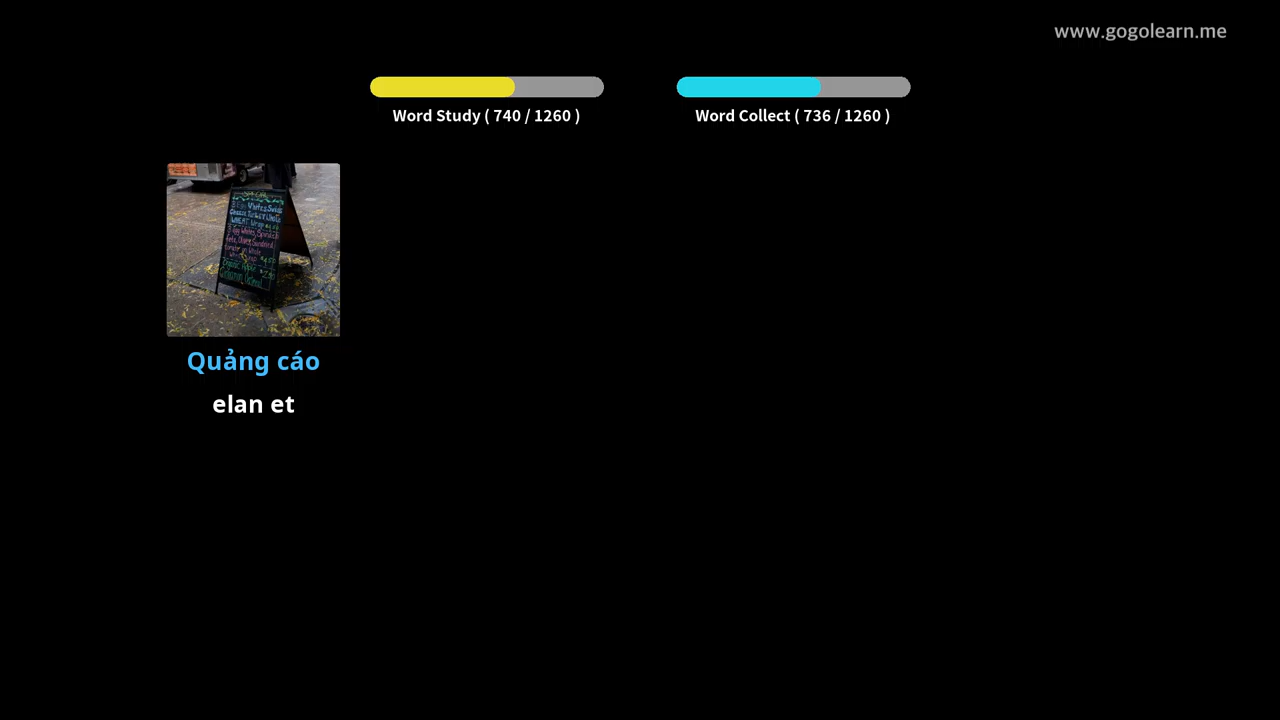 www.gogolearn.me
Word Study ( 740 / 1260 )
Word Collect ( 736 / 1260 )
Quảng cáo
elan et